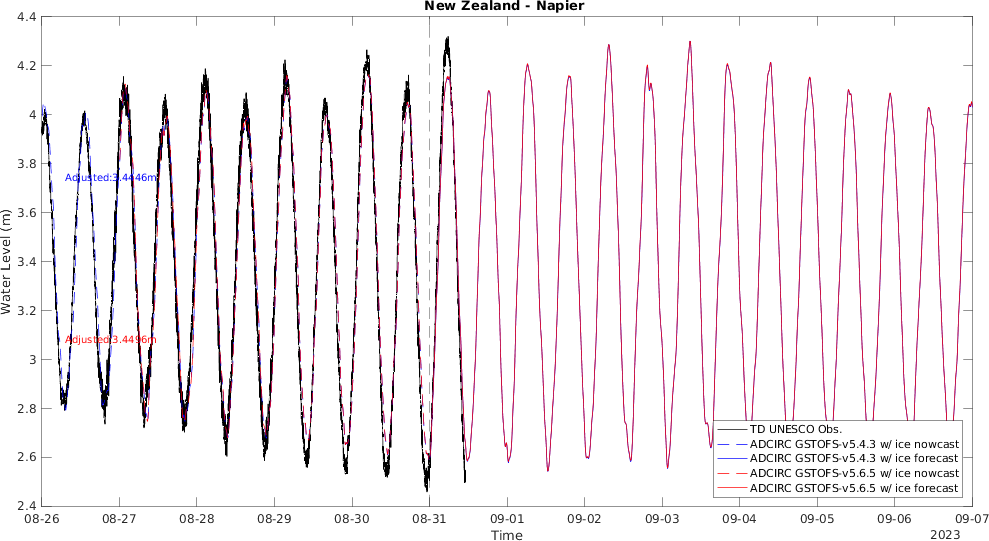 New Zealand - Napier
4.4
4.2
4
3.8
3.6
3.4
3.2
3
2.8
2.6
2.4
Water Level (m)
Adjusted:3.4446m
Adjusted:3.4496m
TD UNESCO Obs.
ADCIRC GSTOFS-v5.4.3 w/ ice nowcast
ADCIRC GSTOFS-v5.4.3 w/ ice forecast
ADCIRC GSTOFS-v5.6.5 w/ ice nowcast
ADCIRC GSTOFS-v5.6.5 w/ ice forecast
08-26 08-27 08-28 08-29 08-30 08-31 09-01 09-02 09-03 09-04 09-05 09-06 09-07
Time
2023